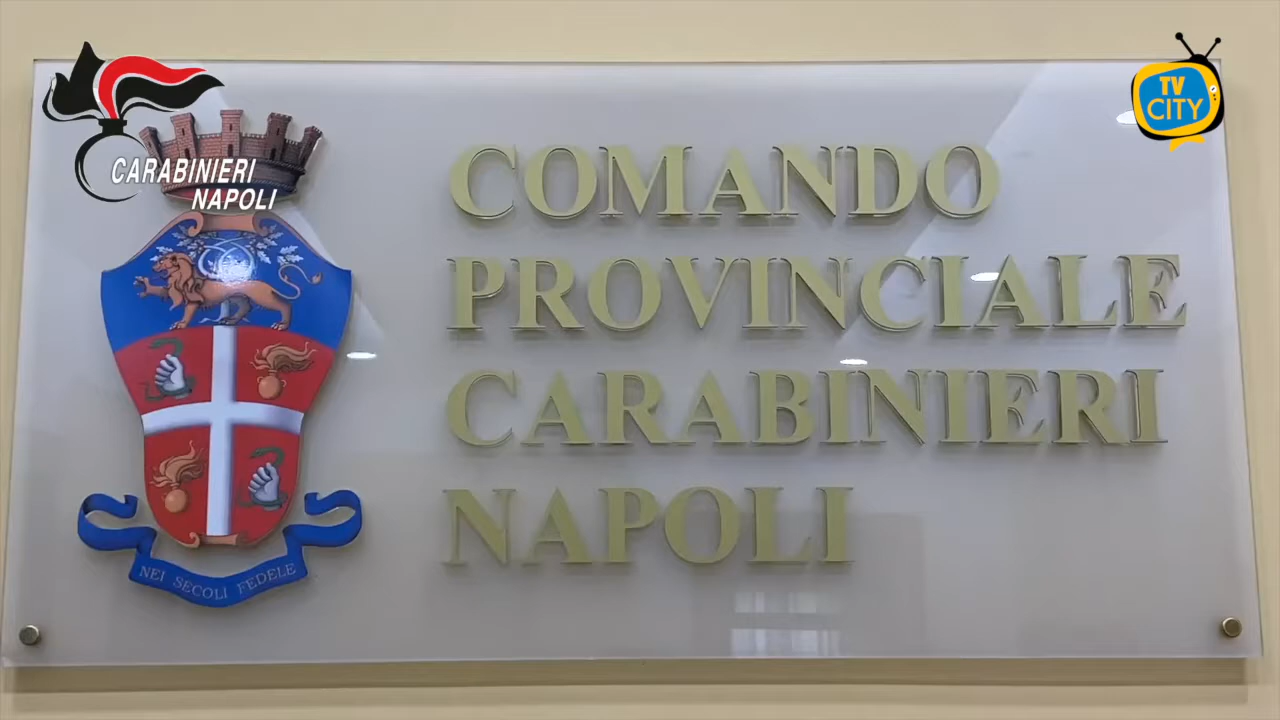 TV
CITY
CARABINIERI
NAPOLI
COMANDO
PROVINCIALE
CARABINIERI
NAPOLI
NEI SECOLI FEDELE